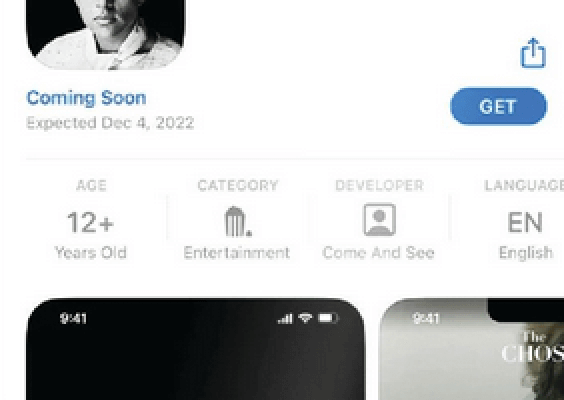 Coming Soon
Expected Dec 4, 2022
GET
AGE
CATEGORY
DEVELOPER
LANGUAGE
12+
EN
Years Old
Entertainment
Come And See
English
9:41
9:41
The
CHOS